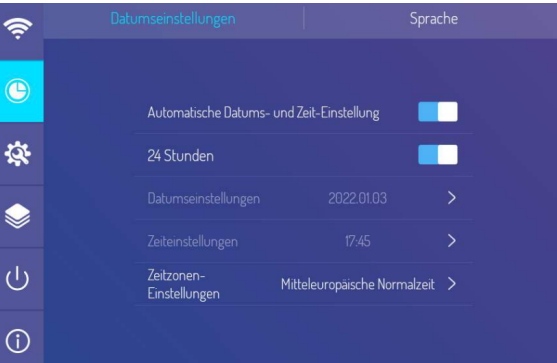 Datumseinstellungen Sprache
Automatische Datums- und Zeit-Einstellung
24 Stunden
Datumseinstellungen 2022.01.03
Zeiteinstellungen 17:45
Zeitzonen-
Einstellungen Mitteleuropäische Normalzeit